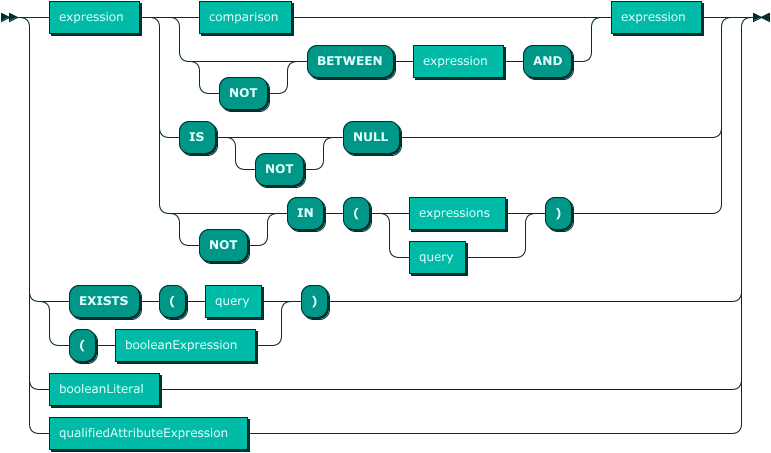 expression comparison expression
BETWEEN expression AND
NOT
IS NULL
NOT
IN ( expressions )
NOT query
EXISTS ( query )
( booleanExpression
booleanLiteral
qualifiedAttributeExpression